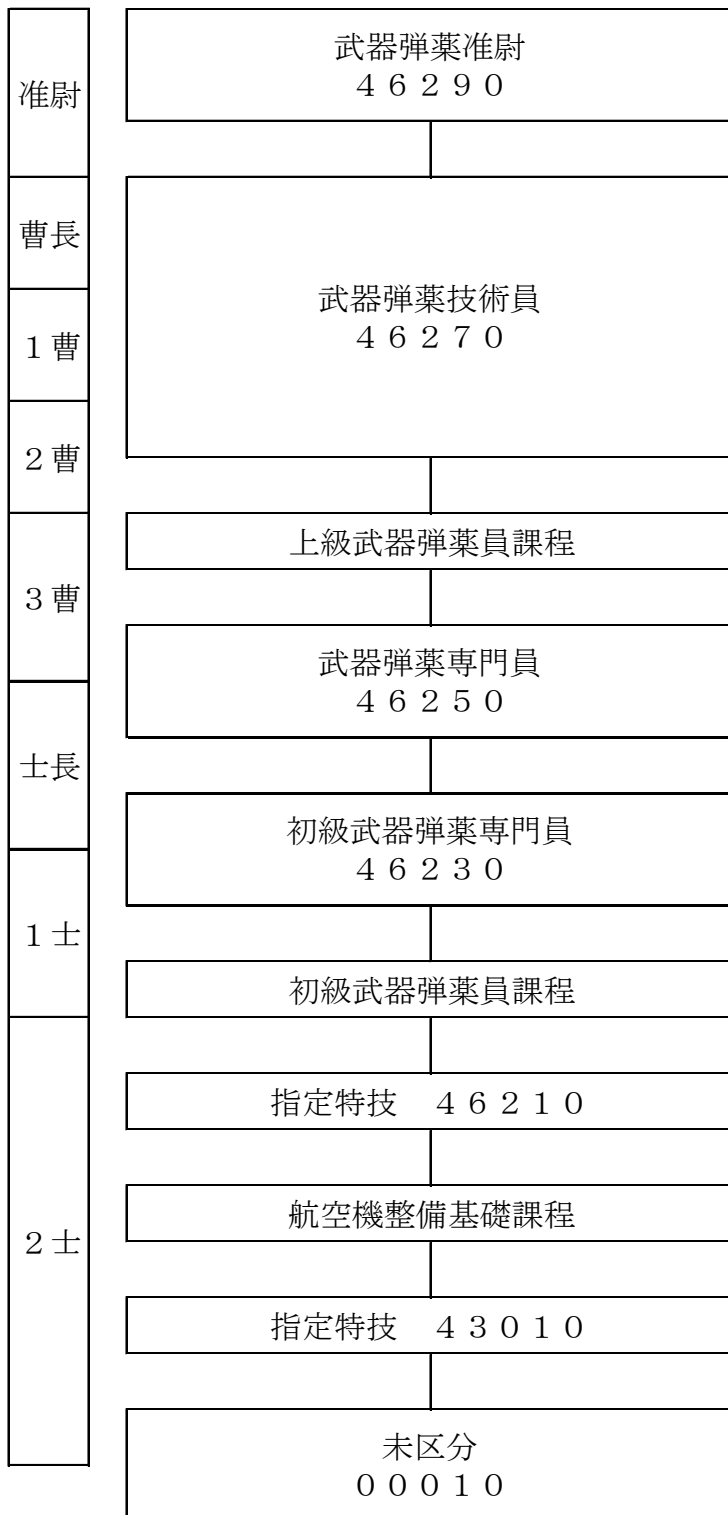 准尉
武器弾薬准尉
４６２９０
曹長
１曹
２曹
武器弾薬技術員
４６２７０
３曹
上級武器弾薬員課程
武器弾薬専門員
４６２５０
士長
初級武器弾薬専門員
４６２３０
１士
初級武器弾薬員課程
２士
指定特技　４６２１０
航空機整備基礎課程
指定特技　４３０１０
未区分
０００１０